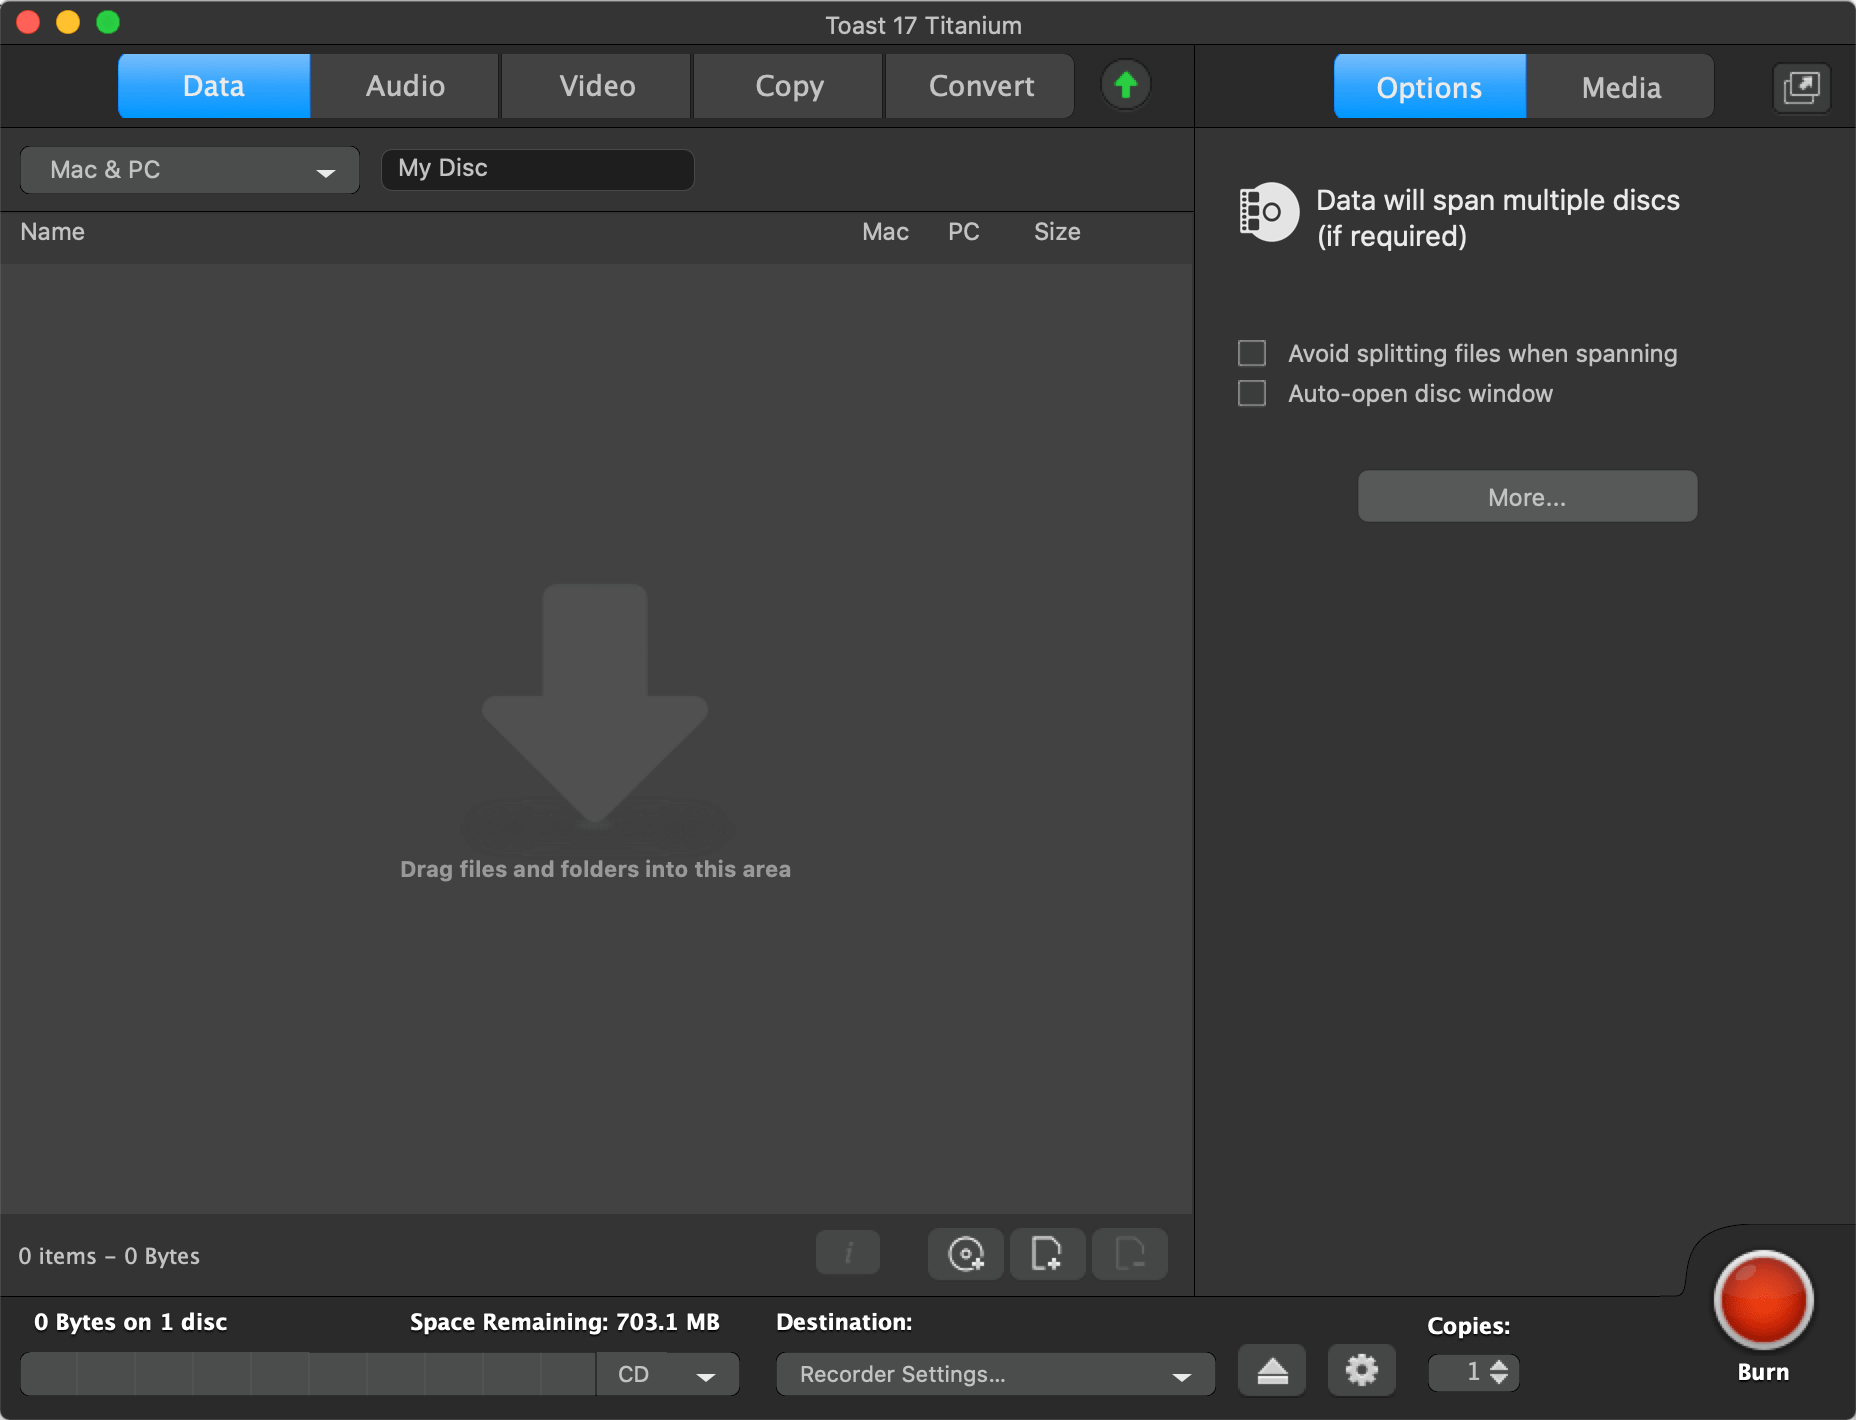 Toast 17 Titanium
Data Audio Video Copy Convert Options Media
Mac & PC My Disc
Name Mac PC Size
Data will span multiple discs
(if required)
Avoid splitting files when spanning
Auto-open disc window
More...
Drag files and folders into this area
0 items – 0 Bytes i
0 Bytes on 1 disc Space Remaining: 703.1 MB Destination: Copies:
CD Recorder Settings... 1 Burn